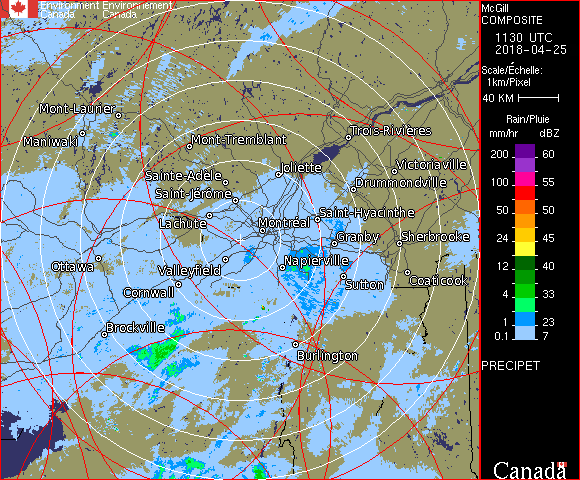 Environment Environnement
Canada Canada
McGill
COMPOSITE
1130 UTC
2018-04-25
Scale/Échelle:
1km/Pixel
40 KM
Rain/Pluie
mm/hr dBZ
200 60
100 55
50 50
24 45
12 40
4 33
1 23
0.1 7
PRECIPET
Canada
Mont-Laurier
Maniwaki
Mont-Tremblant
Trois-Rivières
Joliette
Victoriaville
Sainte-Adèle
Drummondville
Saint-Jérôme
Lachute
Montréal
Saint-Hyacinthe
Granby
Sherbrooke
Ottawa
Valleyfield
Napierville
Cornwall
Sutton
Coaticook
Brockville
Burlington